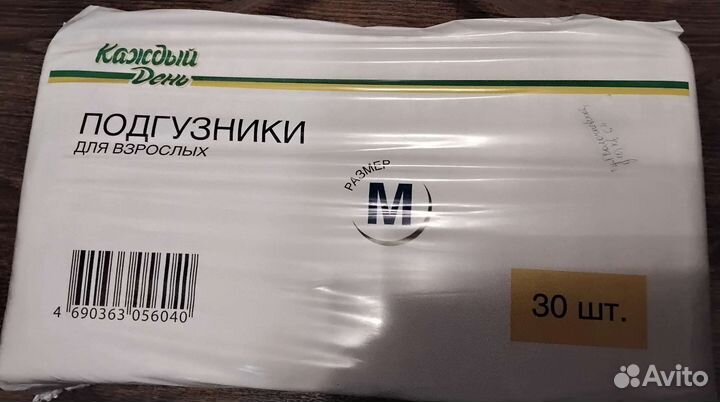 Каждый
День
ПОДГУЗНИКИ
ДЛЯ ВЗРОСЛЫХ
РАЗМЕР
M
30 шт.
4 690363 056040
Avito